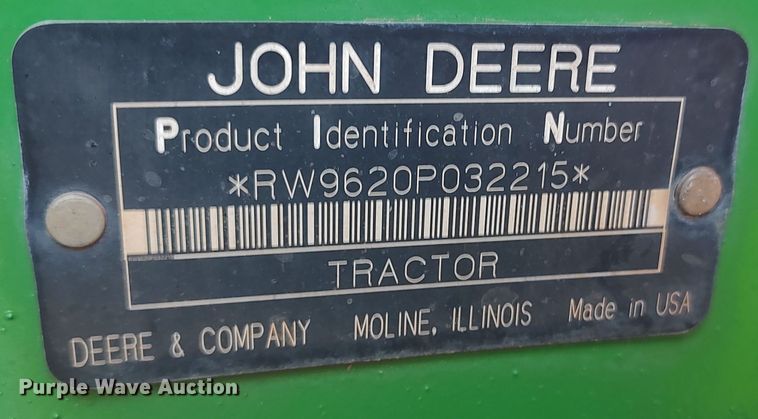 JOHN DEERE
Product Identification Number
*RW9620P032215*
TRACTOR
DEERE & COMPANY MOLINE, ILLINOIS Made in USA
Purple Wave Auction